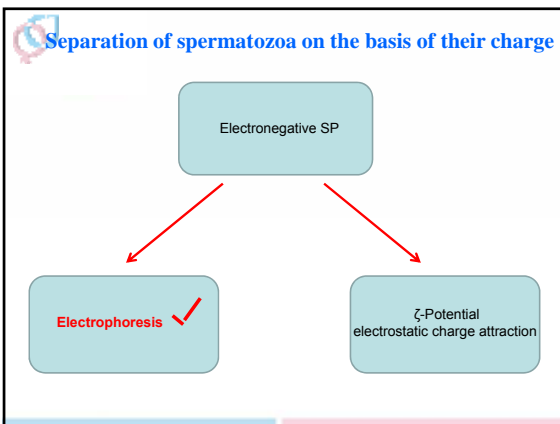 Separation of spermatozoa on the basis of their charge
Electronegative SP
Electrophoresis
ζ-Potential
electrostatic charge attraction